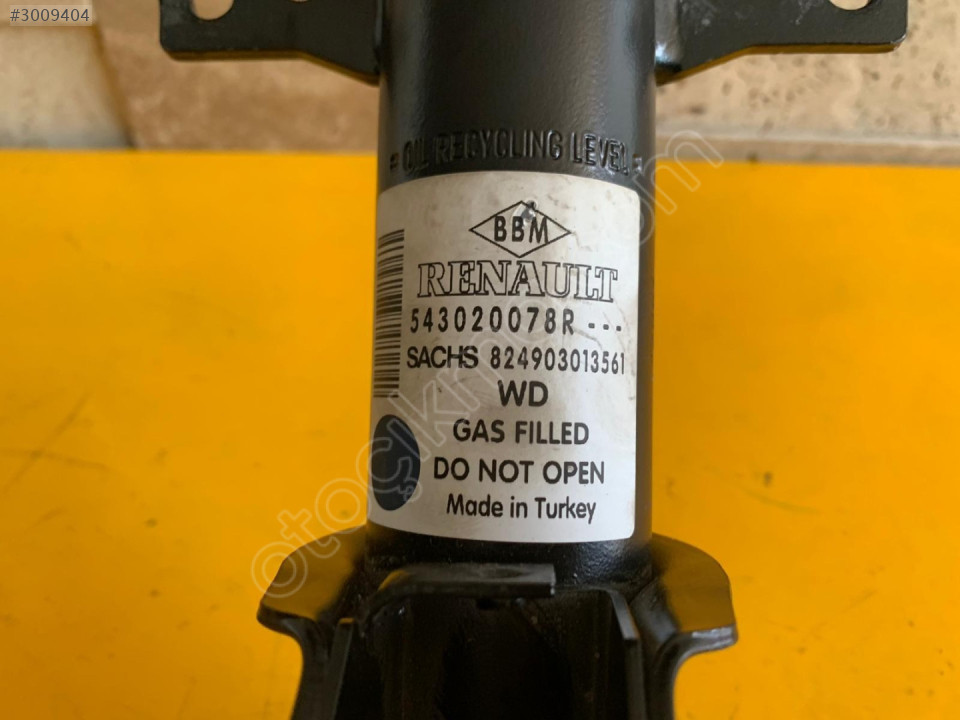 #3009404
= OIL RECYCLING LEVEL =
BBM
RENAULT
543020078R ---
SACHS 824903013561
WD
GAS FILLED
DO NOT OPEN
Made in Turkey